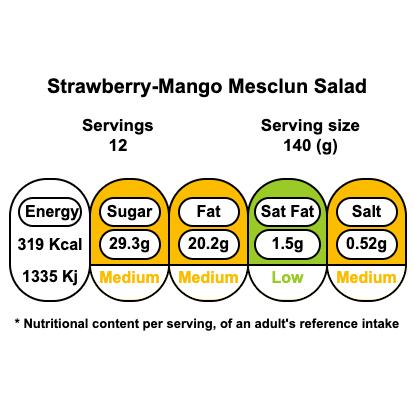 Strawberry-Mango Mesclun Salad
Servings
12
Serving size
140 (g)
Energy
319 Kcal
1335 Kj
Sugar
29.3g
Medium
Fat
20.2g
Medium
Sat Fat
1.5g
Low
Salt
0.52g
Medium
* Nutritional content per serving, of an adult's reference intake